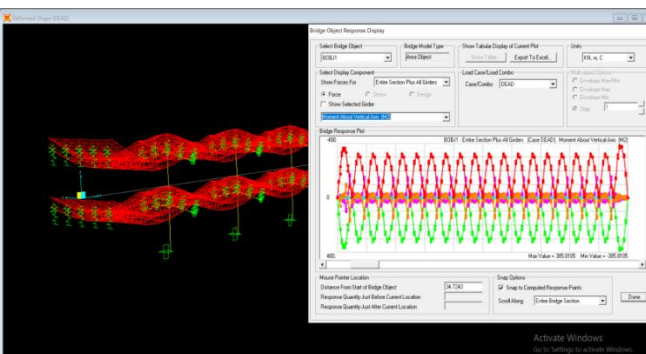 Deformed Shape (DEAD)
Bridge Object Response Display
Select Bridge Object
BOBJ1
Bridge Model Type
Area Object
Show Tabular Display of Current Plot
Show Table...
Export To Excel...
Units
KN, m, C
Select Display Component
Show Forces For
Entire Section Plus All Girders
Force
Stress
Design
Show Selected Girder
Moment About Vertical Axis (M2)
Load Case/Load Combo
Case/Combo
DEAD
Multivalued Options
Envelope Max/Min
Envelope Max
Envelope Min
Step
1
Bridge Response Plot
-400.
BOBJ1 - Entire Section Plus All Girders (Case DEAD) Moment About Vertical Axis (M2)
0
400.
Max Value = 385.0105 Min Value = -385.0105
Mouse Pointer Location
Distance From Start of Bridge Object
34.7243
Response Quantity Just Before Current Location
Response Quantity Just After Current Location
Snap Options
Snap to Computed Response Points
Scroll Along
Entire Bridge Section
Done
Activate Windows
Go to Settings to activate Windows.